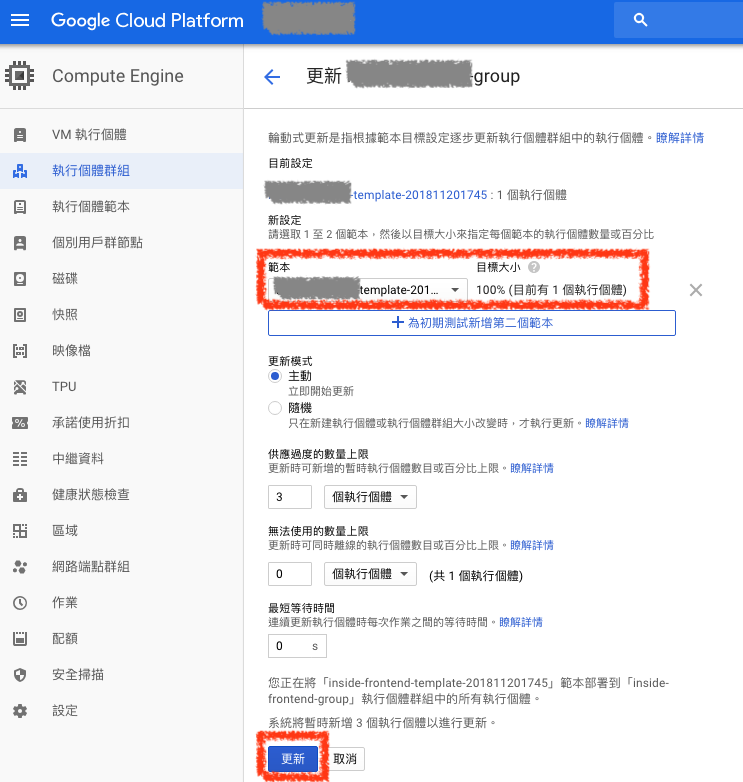 Google Cloud Platform
Compute Engine
更新
-group
VM 執行個體
執行個體群組
執行個體範本
個別用戶群節點
磁碟
快照
映像檔
TPU
承諾使用折扣
中繼資料
健康狀態檢查
區域
網路端點群組
作業
配額
安全掃描
設定
輪動式更新是指根據範本目標設定逐步更新執行個體群組中的執行個體。瞭解詳情
目前設定
-template-201811201745 : 1 個執行個體
新設定
請選取 1 至 2 個範本，然後以目標大小來指定每個範本的執行個體數量或百分比
範本 目標大小
template-201... 100% (目前有 1 個執行個體)
為初期測試新增第二個範本
更新模式
主動
立即開始更新
隨機
只在新建執行個體或執行個體群組大小改變時，才執行更新。瞭解詳情
供應過度的數量上限
更新時可新增的暫時執行個體數目或百分比上限。瞭解詳情
3 個執行個體
無法使用的數量上限
更新時可同時離線的執行個體數目或百分比上限。瞭解詳情
0 個執行個體 (共 1 個執行個體)
最短等待時間
連續更新執行個體時每次作業之間的等待時間。瞭解詳情
0 s
您正在將「inside-frontend-template-201811201745」範本部署到「inside-
frontend-group」執行個體群組中的所有執行個體。
系統將暫時新增 3 個執行個體以進行更新。
更新 取消